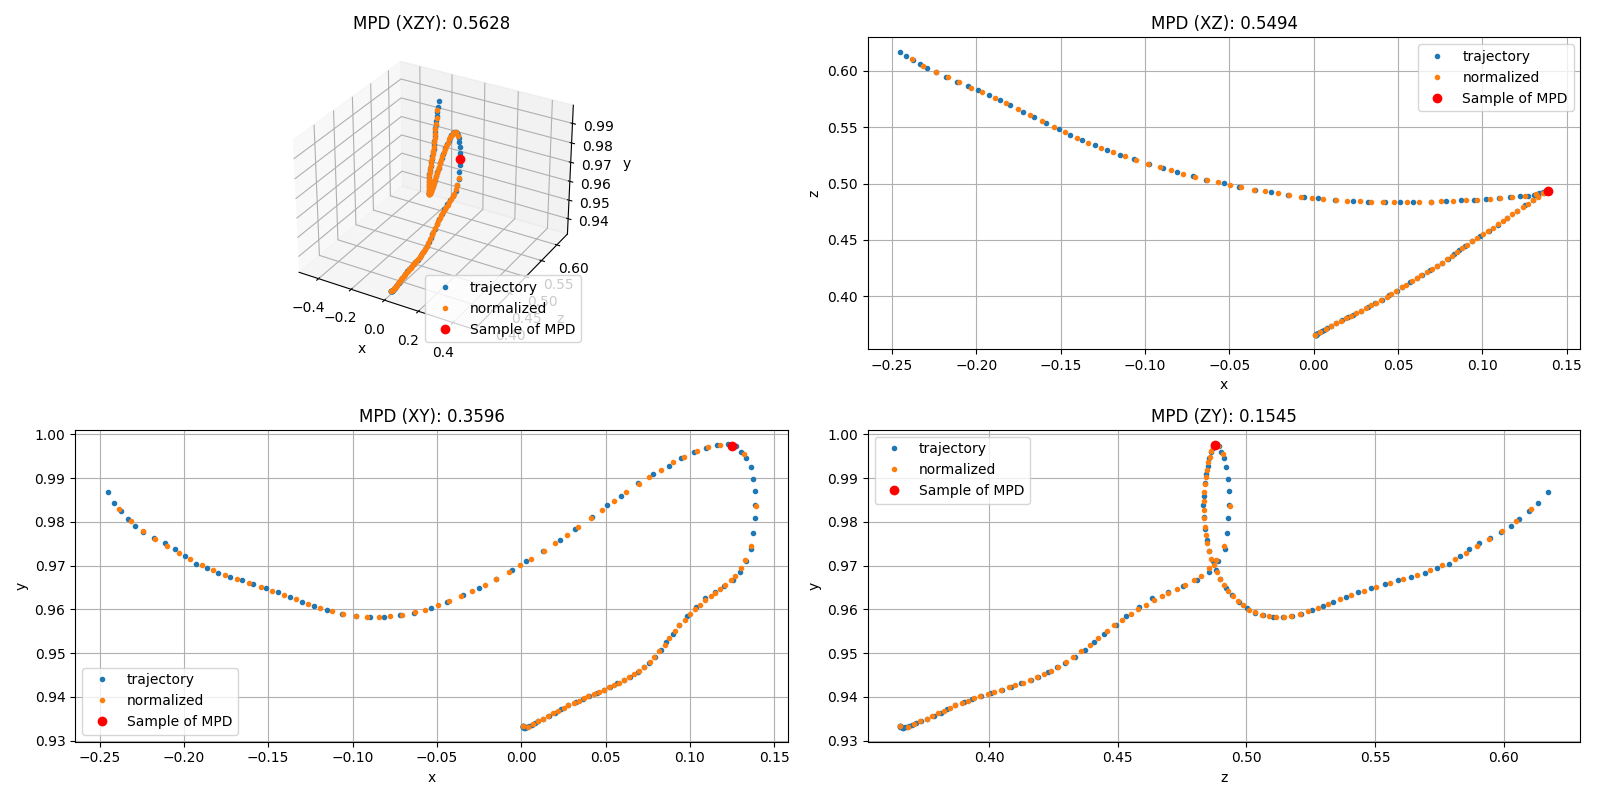 MPD (XZY): 0.5628
0.99
0.98
0.97
0.96
0.95
0.94
y
0.60
0.55
0.50
0.45
0.40
z
−0.4
−0.2
0.0
0.2
0.4
x
trajectory
normalized
Sample of MPD
MPD (XZ): 0.5494
0.60
0.55
0.50
0.45
0.40
z
−0.25
−0.20
−0.15
−0.10
−0.05
0.00
0.05
0.10
0.15
x
trajectory
normalized
Sample of MPD
MPD (XY): 0.3596
1.00
0.99
0.98
0.97
0.96
0.95
0.94
0.93
y
−0.25
−0.20
−0.15
−0.10
−0.05
0.00
0.05
0.10
0.15
x
trajectory
normalized
Sample of MPD
MPD (ZY): 0.1545
1.00
0.99
0.98
0.97
0.96
0.95
0.94
0.93
y
0.40
0.45
0.50
0.55
0.60
z
trajectory
normalized
Sample of MPD